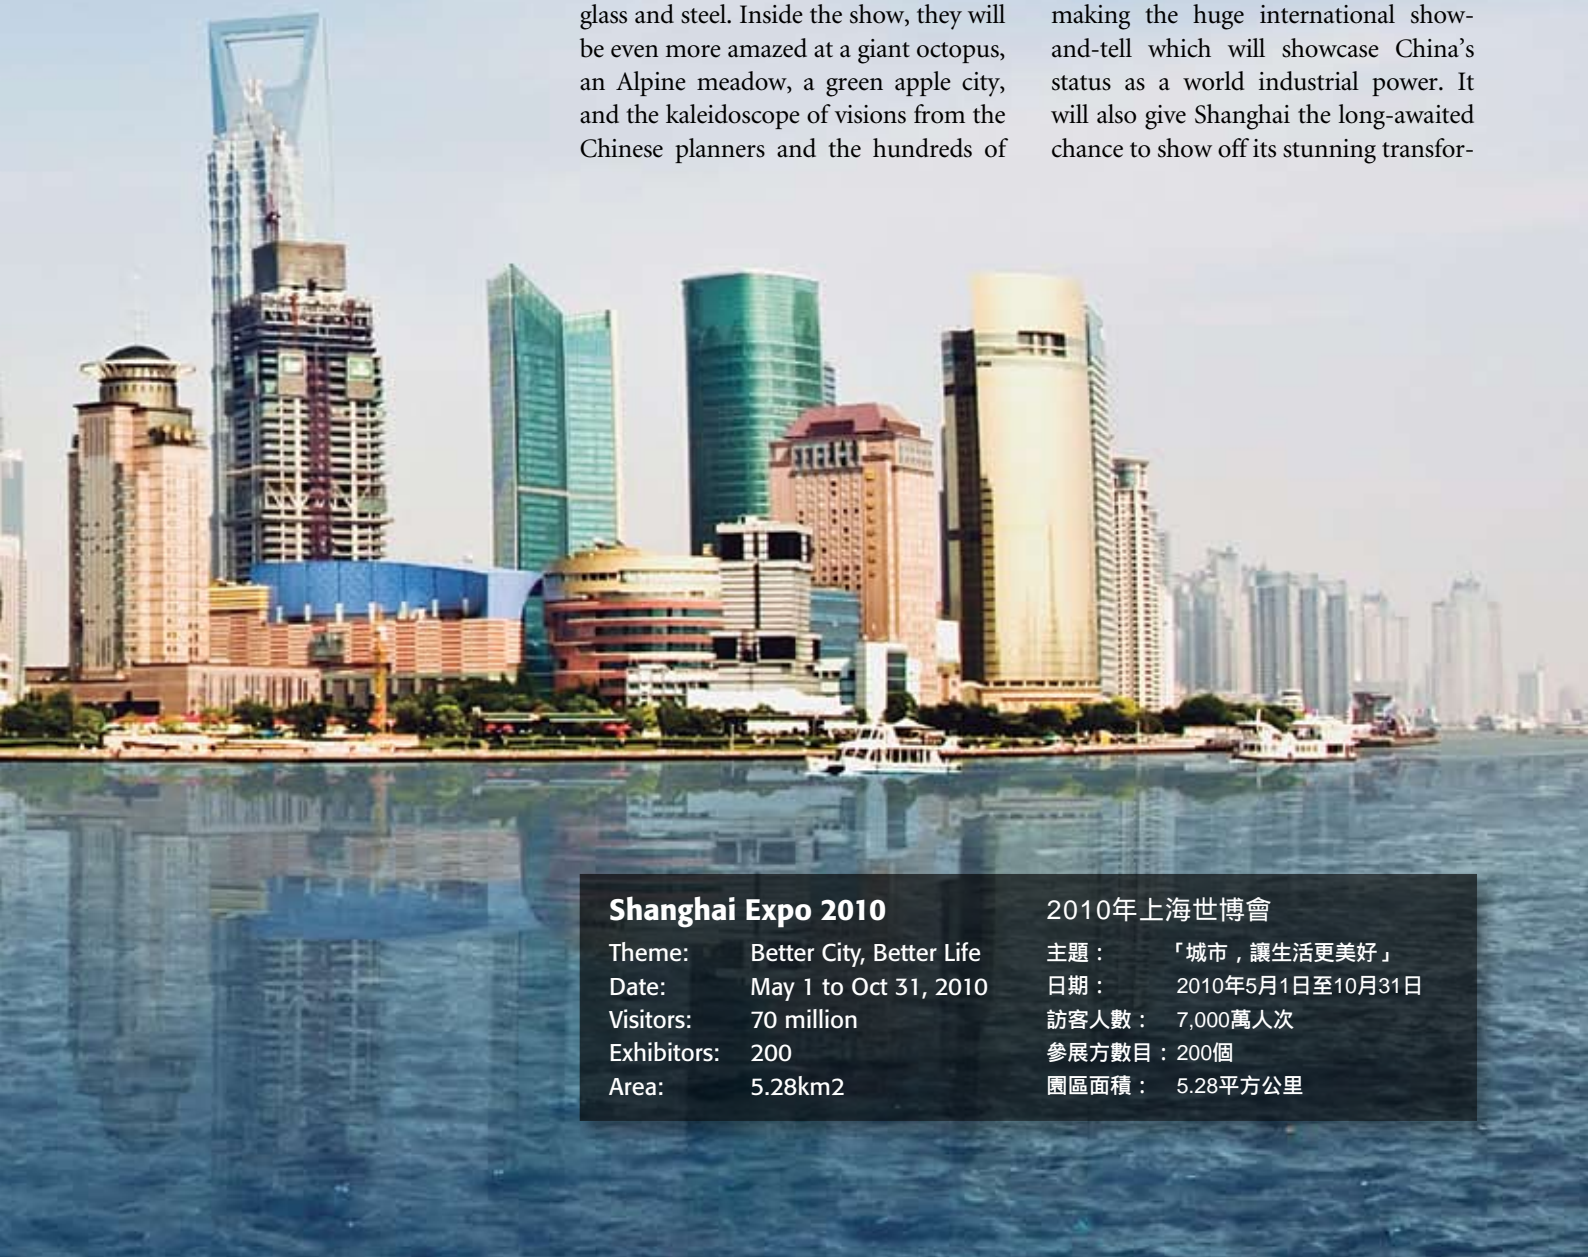 glass and steel. Inside the show, they will
be even more amazed at a giant octopus,
an Alpine meadow, a green apple city,
and the kaleidoscope of visions from the
Chinese planners and the hundreds of
making the huge international show-
and-tell which will showcase China's
status as a world industrial power. It
will also give Shanghai the long-awaited
chance to show off its stunning transfor-
Shanghai Expo 2010
Theme: Better City, Better Life
Date: May 1 to Oct 31, 2010
Visitors: 70 million
Exhibitors: 200
Area: 5.28km2
2010年上海世博會
主題： 「城市，讓生活更美好」
日期： 2010年5月1日至10月31日
訪客人數： 7,000萬人次
參展方數目：200個
園區面積： 5.28平方公里